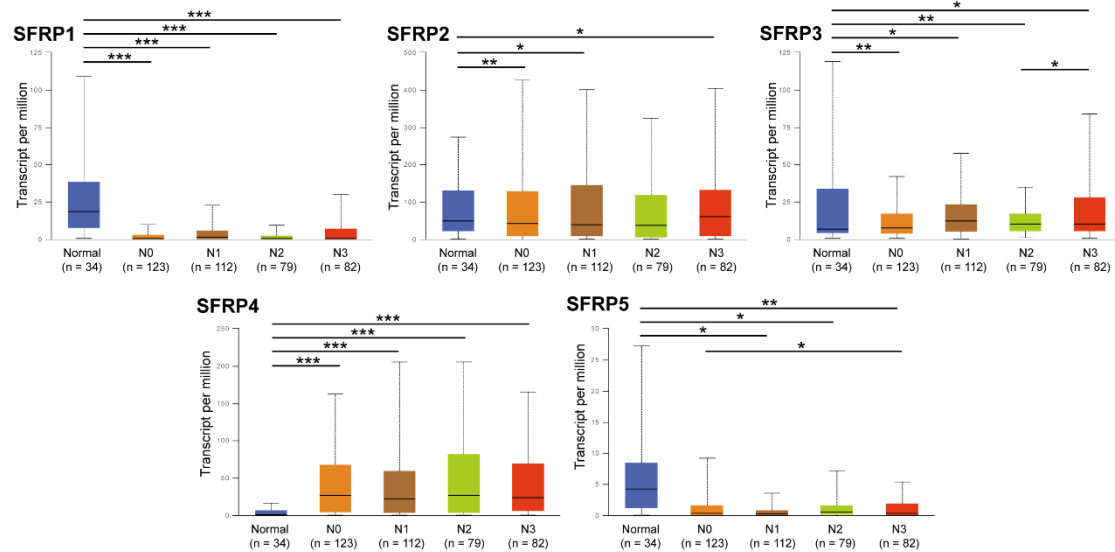 SFRP1
***
***
***
***
Transcript per million
125
100
75
50
25
0
Normal N0 N1 N2 N3
(n = 34) (n = 123) (n = 112) (n = 79) (n = 82)
SFRP2
*
*
**
Transcript per million
500
400
300
200
100
0
Normal N0 N1 N2 N3
(n = 34) (n = 123) (n = 112) (n = 79) (n = 82)
SFRP3
*
**
*
**
*
Transcript per million
125
100
75
50
25
0
Normal N0 N1 N2 N3
(n = 34) (n = 123) (n = 112) (n = 79) (n = 82)
SFRP4
***
***
***
***
Transcript per million
250
200
150
100
50
0
Normal N0 N1 N2 N3
(n = 34) (n = 123) (n = 112) (n = 79) (n = 82)
SFRP5
**
*
*
*
Transcript per million
30
25
20
15
10
5
0
Normal N0 N1 N2 N3
(n = 34) (n = 123) (n = 112) (n = 79) (n = 82)